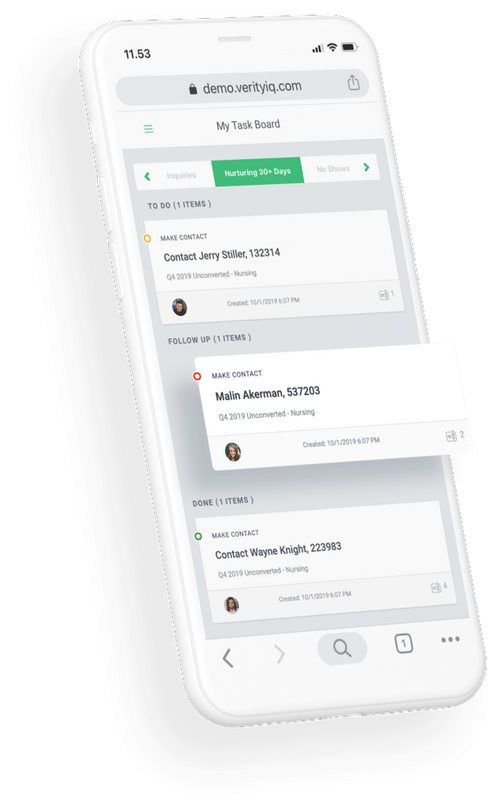 11.53
demo.verityiq.com
My Task Board
Inquiries
Nurturing 30+ Days
No Shows
TO DO (1 ITEMS )
MAKE CONTACT
Contact Jerry Stiller, 132314
Q4 2019 Unconverted - Nursing
Created: 10/1/2019 6:07 PM
1
FOLLOW UP (1 ITEMS )
MAKE CONTACT
Malin Akerman, 537203
Q4 2019 Unconverted - Nursing
Created: 10/1/2019 6:07 PM
2
DONE (1 ITEMS )
MAKE CONTACT
Contact Wayne Knight, 223983
Q4 2019 Unconverted - Nursing
Created: 10/1/2019 6:07 PM
4
1